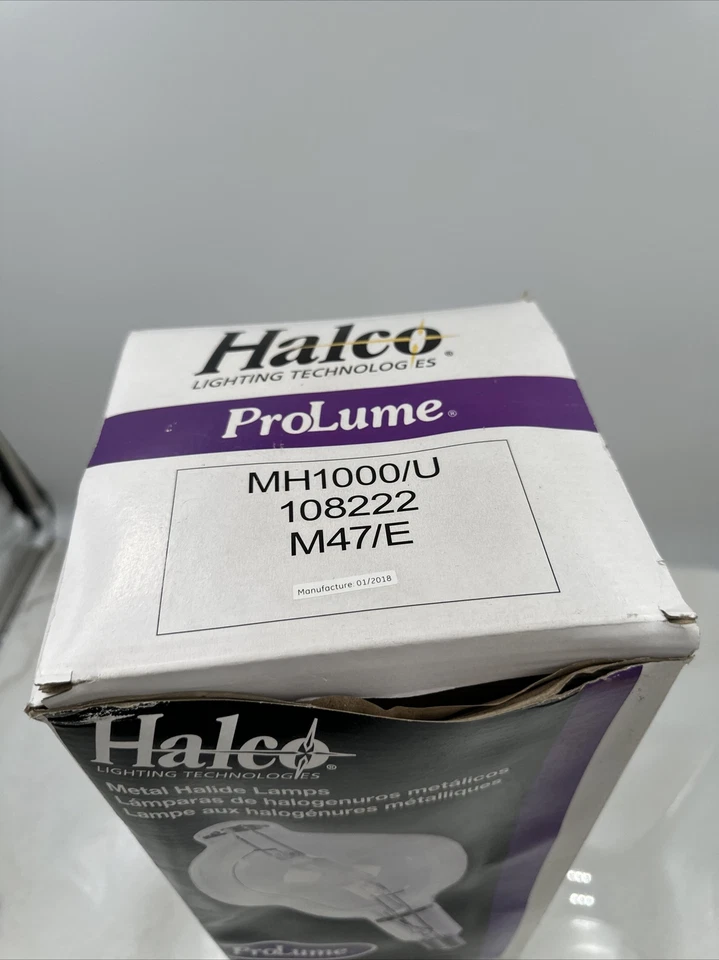 Halco®
LIGHTING TECHNOLOGIES
ProLume®
MH1000/U
108222
M47/E
Manufacture: 01/2018
Halco®
LIGHTING TECHNOLOGIES
Metal Halide Lamps
Lámparas de halogenuros metálicos
Lampe aux halogénures métalliques
ProLume